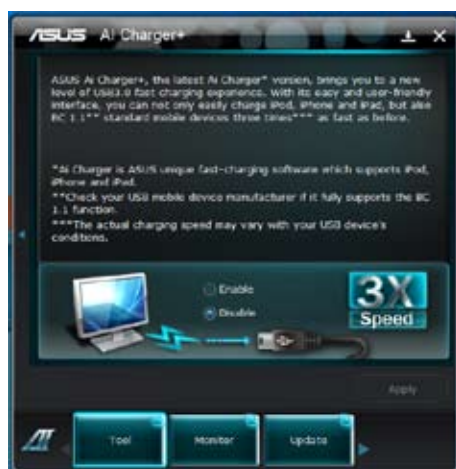 ASUS AI Charger+
ASUS Ai Charger+, the latest Ai Charger* version, brings you to a new
level of USB3.0 fast charging experience. With its easy and user-friendly
interface, you can not only easily charge iPod, iPhone and iPad, but also
BC 1.1** standard mobile devices three times*** as fast as before.
*Ai Charger is ASUS unique fast-charging software which supports iPod,
iPhone and iPad.
**Check your USB mobile device manufacturer if it fully supports the BC
1.1 function.
***The actual charging speed may vary with your USB device's
conditions.
Enable
Disable
3X
Speed
Apply
Tool
Monitor
Update